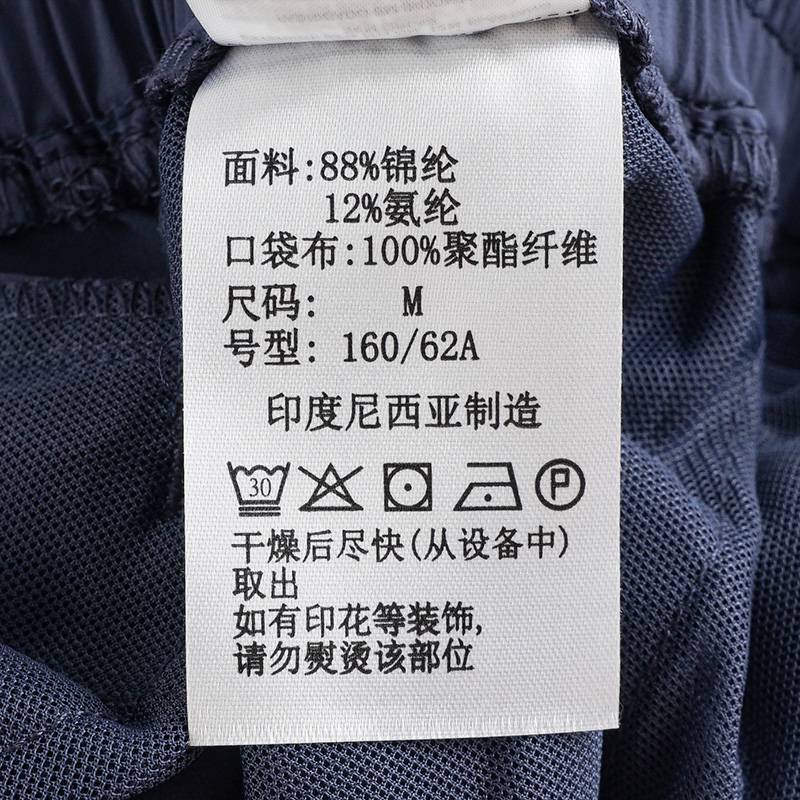 面料:88%锦纶
12%氨纶
口袋布:100%聚酯纤维
尺码: M
号型: 160/62A
印度尼西亚制造
30 P
干燥后尽快(从设备中)
取出
如有印花等装饰,
请勿熨烫该部位